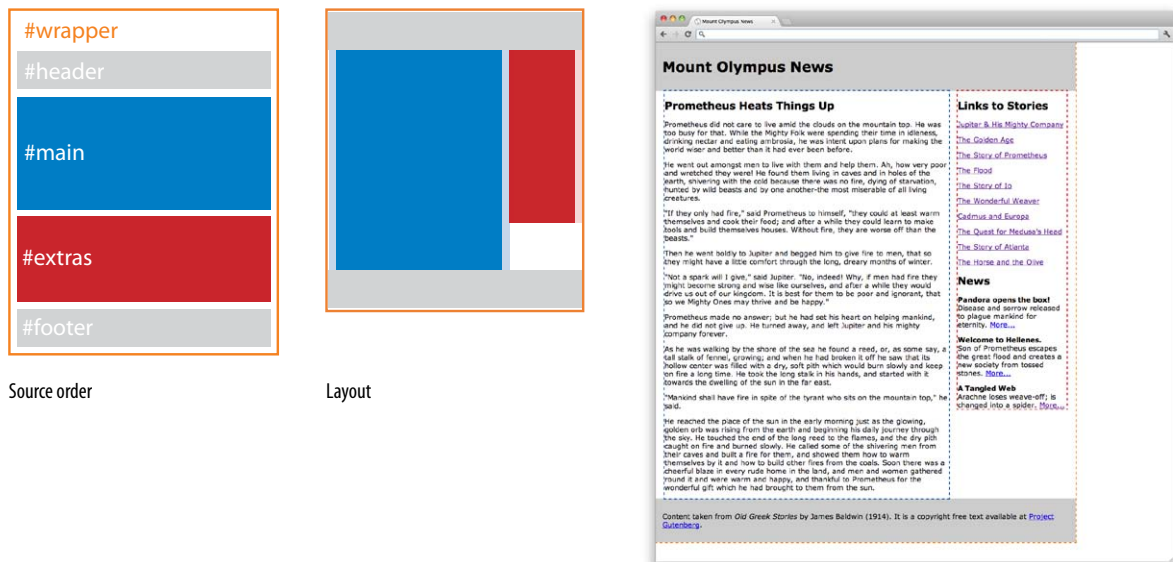 #wrapper
#header
#main
#extras
#footer
Source order
Layout
Mount Olympus News
Mount Olympus News
Prometheus Heats Things Up
Prometheus did not care to live amid the clouds on the mountain top. He was
too busy for that. While the Mighty Folk were spending their time in idleness,
drinking nectar and eating ambrosia, he was intent upon plans for making the
world wiser and better than it had ever been before.
He went out amongst men to live with them and help them. Ah, how very poor
and wretched they were! He found them living in caves and in holes of the
earth, shivering with the cold because there was no fire, dying of starvation,
hunted by wild beasts and by one another-the most miserable of all living
creatures.
"If they only had fire," said Prometheus to himself, "they could at least warm
themselves and cook their food; and after a while they could learn to make
tools and build themselves houses. Without fire, they are worse off than the
beasts."
Then he went boldly to Jupiter and begged him to give fire to men, that so
they might have a little comfort through the long, dreary months of winter.
"Not a spark will I give," said Jupiter. "No, indeed! Why, if men had fire they
might become strong and wise like ourselves, and after a while they would
drive us out of our kingdom. It is best for them to be poor and ignorant, that
so we Mighty Ones may thrive and be happy."
Prometheus made no answer; but he had set his heart on helping mankind,
and he did not give up. He turned away, and left Jupiter and his mighty
company forever.
As he was walking by the shore of the sea he found a reed, or, as some say, a
tall stalk of fennel, growing; and when he had broken it off he saw that its
hollow center was filled with a dry, soft pith which would burn slowly and keep
on fire a long time. He took the long stalk in his hands, and started with it
towards the dwelling of the sun in the far east.
"Mankind shall have fire in spite of the tyrant who sits on the mountain top," he
said.
He reached the place of the sun in the early morning just as the glowing,
golden orb was rising from the earth and beginning his daily journey through
the sky. He touched the end of the long reed to the flames, and the dry pith
caught on fire and burned slowly. He called some of the shivering men from
their caves and built a fire for them, and showed them how to warm
themselves by it and how to build other fires from the coals. Soon there was a
cheerful blaze in every rude home in the land, and men and women gathered
round it and were warm and happy, and thankful to Prometheus for the
wonderful gift which he had brought to them from the sun.
Links to Stories
Jupiter & His Mighty Company
The Golden Age
The Story of Prometheus
The Flood
The Story of Io
The Wonderful Weaver
Cadmus and Europa
The Quest for Medusa's Head
The Story of Atlanta
The Horse and the Olive
News
Pandora opens the box!
Disease and sorrow released
to plague mankind for
eternity. More...
Welcome to Hellenes.
Son of Prometheus escapes
the great flood and creates a
new society from tossed
stones. More...
A Tangled Web
Arachne loses weave-off; is
changed into a spider. More...
Content taken from Old Greek Stories by James Baldwin (1914). It is a copyright free text available at Project
Gutenberg.